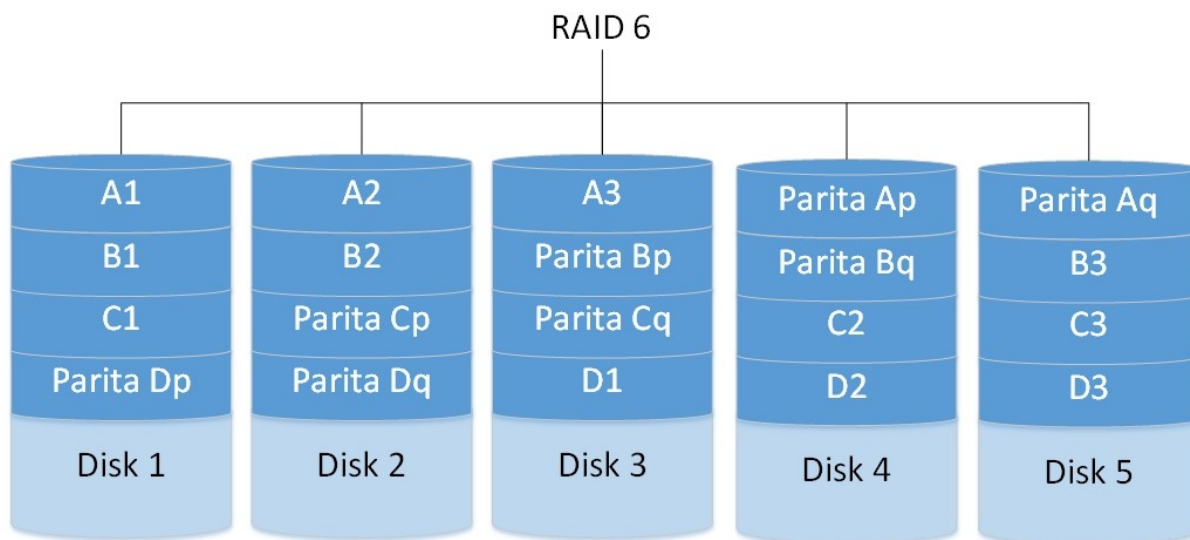 RAID 6
A1
A2
A3
Parita Ap
Parita Aq
B1
B2
Parita Bp
Parita Bq
B3
C1
Parita Cp
Parita Cq
C2
C3
Parita Dp
Parita Dq
D1
D2
D3
Disk 1
Disk 2
Disk 3
Disk 4
Disk 5